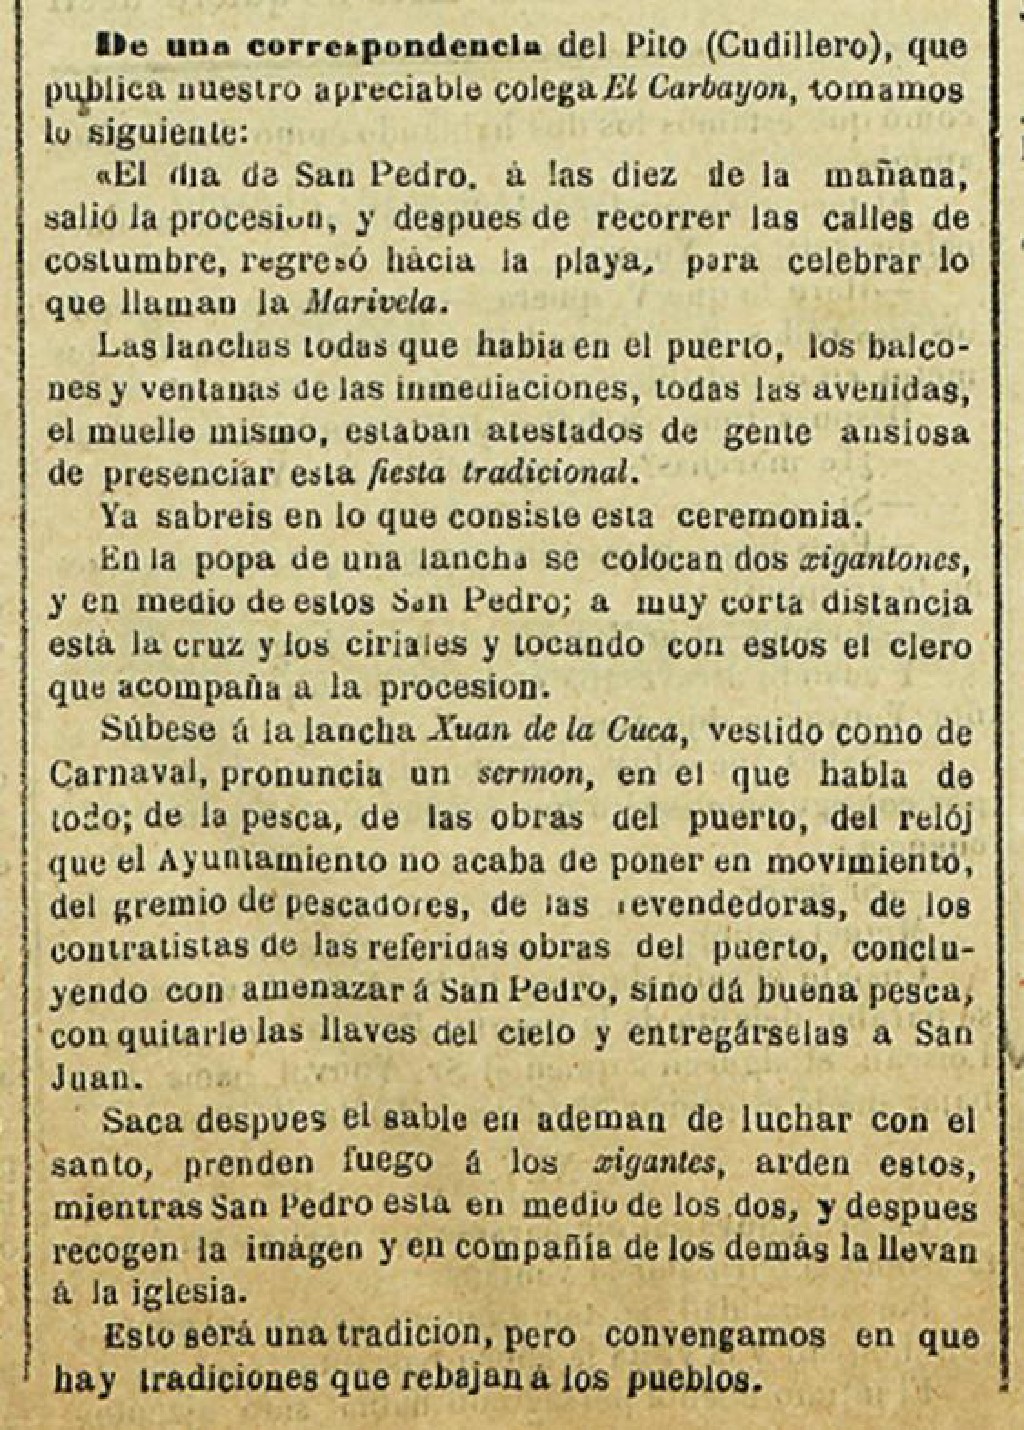 De una correspondencia del Pito (Cudillero), que
publica nuestro apreciable colega El Carbayon, tomamos
lo siguiente:
«El dia de San Pedro, á las diez de la mañana,
salió la procesion, y despues de recorrer las calles de
costumbre, regresó hácia la playa, para celebrar lo
que llaman la Marivela.
Las lanchas todas que habia en el puerto, los balco-
nes y ventanas de las inmediaciones, todas las avenidas,
el muelle mismo, estaban atestados de gente ansiosa
de presenciar esta fiesta tradicional.
Ya sabreis en lo que consiste esta ceremonia.
En la popa de una lancha se colocan dos xigantones,
y en medio de estos San Pedro; a muy corta distancia
está la cruz y los ciriales y tocando con estos el clero
que acompaña a la procesion.
Súbese á la lancha Xuan de la Cuca, vestido como de
Carnaval, pronuncia un sermon, en el que habla de
todo; de la pesca, de las obras del puerto, del relój
que el Ayuntamiento no acaba de poner en movimiento,
del gremio de pescadores, de las revendedoras, de los
contratistas de las referidas obras del puerto, conclu-
yendo con amenazar á San Pedro, sino dá buena pesca,
con quitarle las llaves del cielo y entregárselas a San
Juan.
Saca despues el sable en ademan de luchar con el
santo, prenden fuego á los xigantes, arden estos,
mientras San Pedro esta en medio de los dos, y despues
recogen la imágen y en compañía de los demás la llevan
á la iglesia.
Esto será una tradicion, pero convengamos en que
hay tradiciones que rebajan á los pueblos.